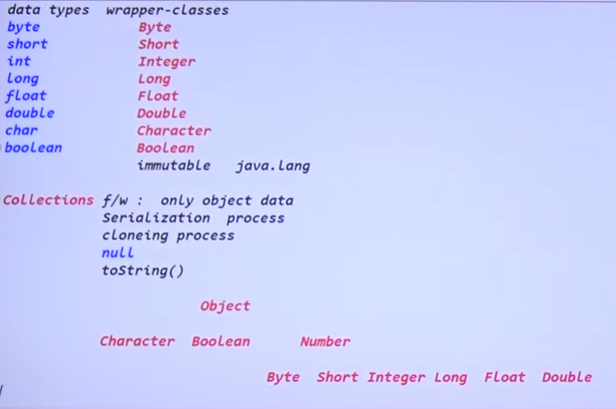 data types wrapper-classes
byte Byte
short Short
int Integer
long Long
float Float
double Double
char Character
boolean Boolean
immutable java.lang
Collections f/w : only object data
Serialization process
cloneing process
null
toString()
Object
Character Boolean Number
Byte Short Integer Long Float Double